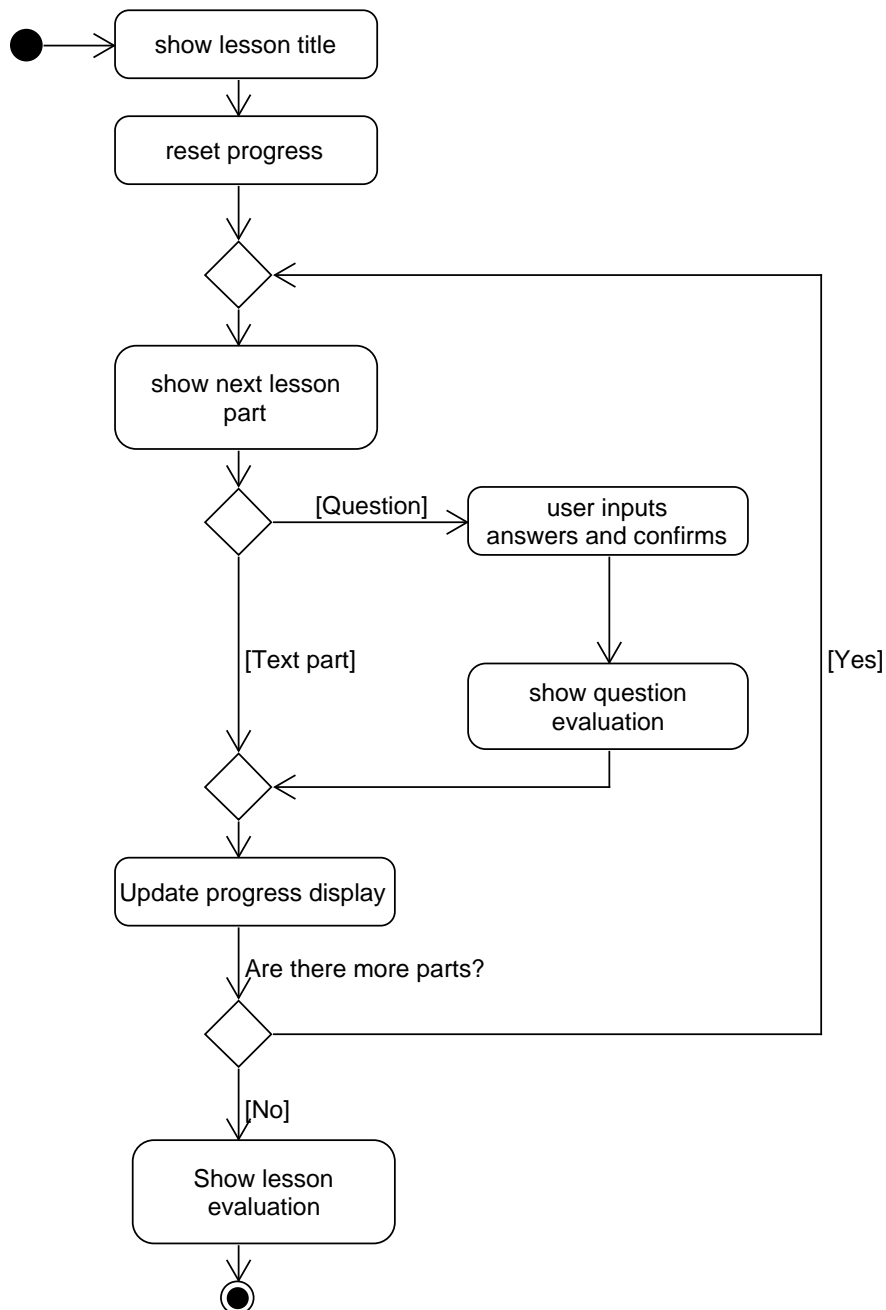 show lesson title
reset progress
show next lesson
part
[Question]
user inputs
answers and confirms
[Text part]
[Yes]
show question
evaluation
Update progress display
Are there more parts?
[No]
Show lesson
evaluation